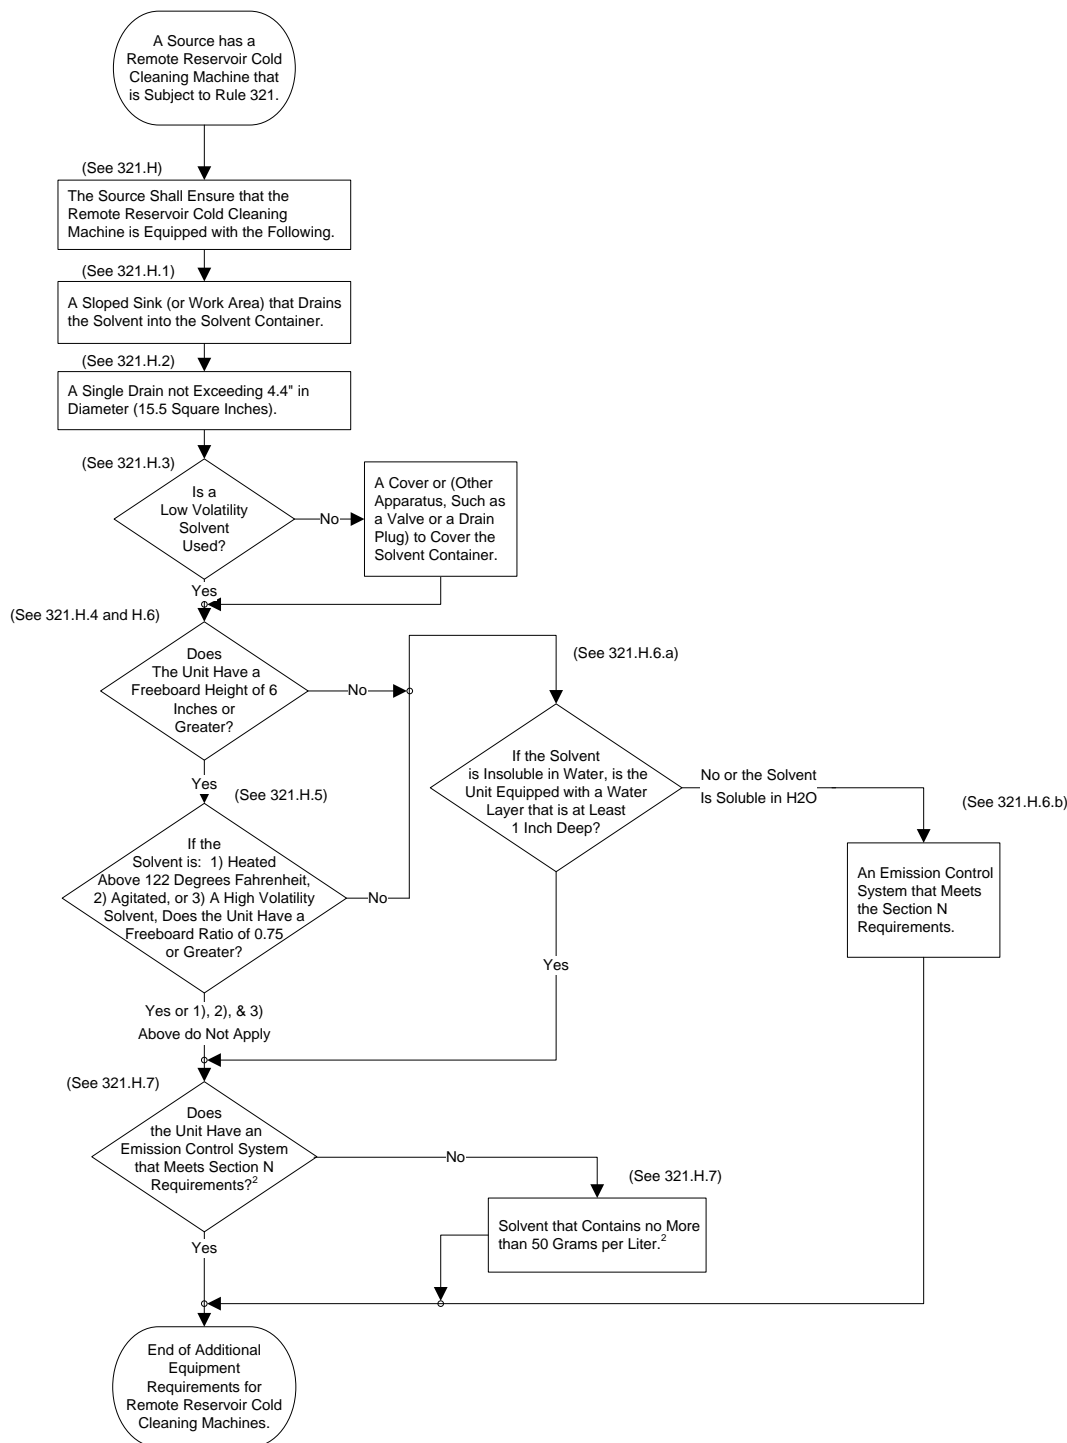 A Source has a
Remote Reservoir Cold
Cleaning Machine that
is Subject to Rule 321.
(See 321.H)
The Source Shall Ensure that the
Remote Reservoir Cold Cleaning
Machine is Equipped with the Following.
(See 321.H.1)
A Sloped Sink (or Work Area) that Drains
the Solvent into the Solvent Container.
(See 321.H.2)
A Single Drain not Exceeding 4.4" in
Diameter (15.5 Square Inches).
(See 321.H.3)
Is a
Low Volatility
Solvent
Used?
No
A Cover or (Other
Apparatus, Such as
a Valve or a Drain
Plug) to Cover the
Solvent Container.
Yes
(See 321.H.4 and H.6)
Does
The Unit Have a
Freeboard Height of 6
Inches or
Greater?
No
(See 321.H.6.a)
If the Solvent
is Insoluble in Water, is the
Unit Equipped with a Water
Layer that is at Least
1 Inch Deep?
No or the Solvent
Is Soluble in H2O
(See 321.H.6.b)
An Emission Control
System that Meets
the Section N
Requirements.
Yes
(See 321.H.5)
If the
Solvent is:  1) Heated
Above 122 Degrees Fahrenheit,
2) Agitated, or 3) A High Volatility
Solvent, Does the Unit Have a
Freeboard Ratio of 0.75
or Greater?
No
Yes
Yes or 1), 2), & 3)
Above do Not Apply
(See 321.H.7)
Does
the Unit Have an
Emission Control System
that Meets Section N
Requirements?²
No
(See 321.H.7)
Solvent that Contains no More
than 50 Grams per Liter.²
Yes
End of Additional
Equipment
Requirements for
Remote Reservoir Cold
Cleaning Machines.